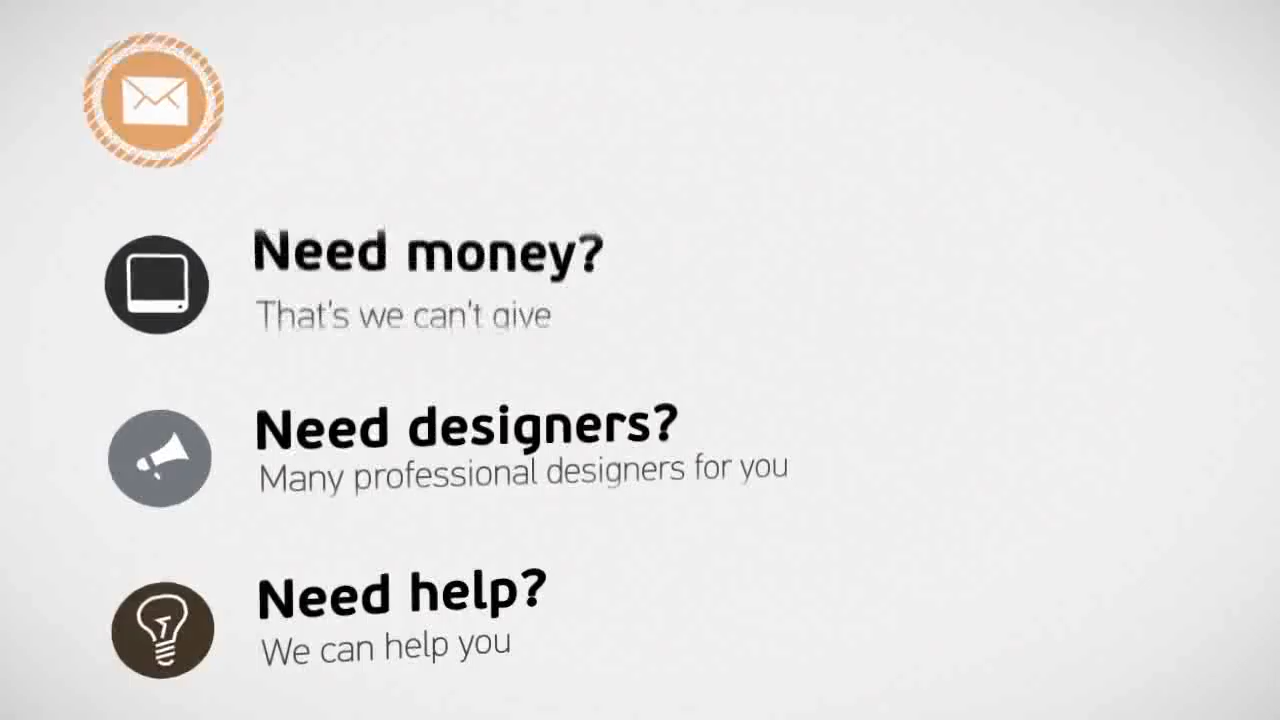 Need money?
That's we can't give
Need designers?
Many professional designers for you
Need help?
We can help you